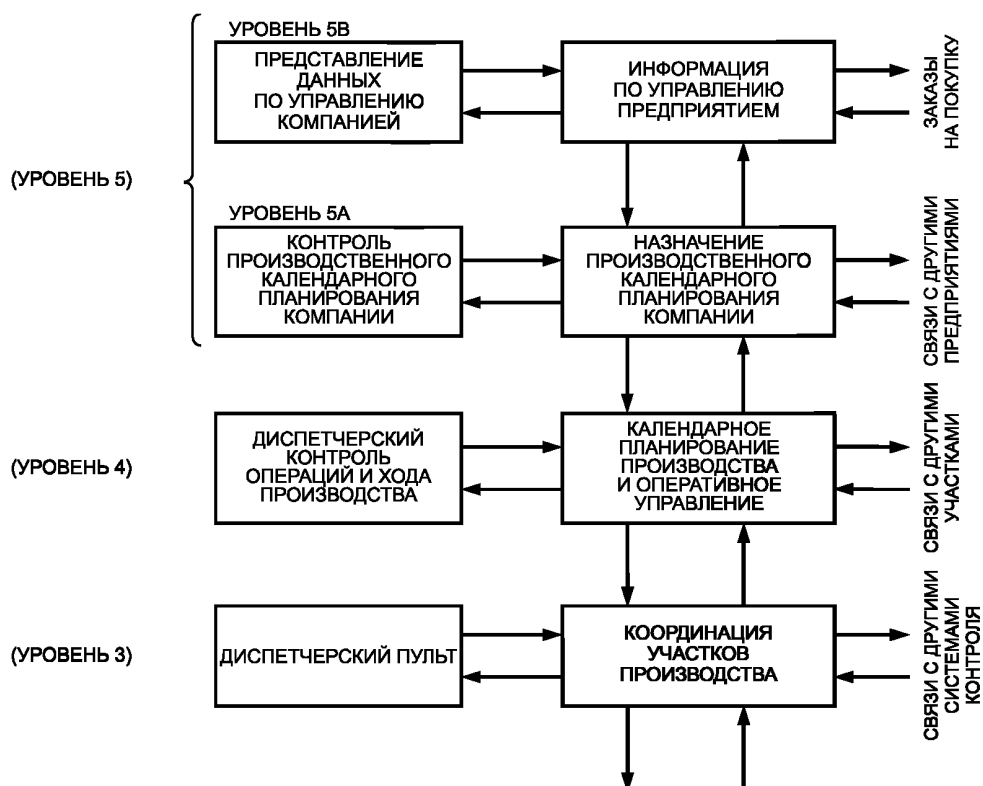 УРОВЕНЬ 5В
ПРЕДСТАВЛЕНИЕ
ДАННЫХ
ПО УПРАВЛЕНИЮ
КОМПАНИЕЙ
ИНФОРМАЦИЯ
ПО УПРАВЛЕНИЮ
ПРЕДПРИЯТИЕМ
ЗАКАЗЫ
НА ПОКУПКУ
(УРОВЕНЬ 5)
УРОВЕНЬ 5А
КОНТРОЛЬ
ПРОИЗВОДСТВЕННОГО
КАЛЕНДАРНОГО
ПЛАНИРОВАНИЯ
КОМПАНИИ
НАЗНАЧЕНИЕ
ПРОИЗВОДСТВЕННОГО
КАЛЕНДАРНОГО
ПЛАНИРОВАНИЯ
КОМПАНИИ
СВЯЗИ С ДРУГИМИ
ПРЕДПРИЯТИЯМИ
(УРОВЕНЬ 4)
ДИСПЕТЧЕРСКИЙ
КОНТРОЛЬ
ОПЕРАЦИЙ И ХОДА
ПРОИЗВОДСТВА
КАЛЕНДАРНОЕ
ПЛАНИРОВАНИЕ
ПРОИЗВОДСТВА
И ОПЕРАТИВНОЕ
УПРАВЛЕНИЕ
СВЯЗИ С ДРУГИМИ
УЧАСТКАМИ
(УРОВЕНЬ 3)
ДИСПЕТЧЕРСКИЙ ПУЛЬТ
КООРДИНАЦИЯ
УЧАСТКОВ
ПРОИЗВОДСТВА
СВЯЗИ С ДРУГИМИ
СИСТЕМАМИ
КОНТРОЛЯ